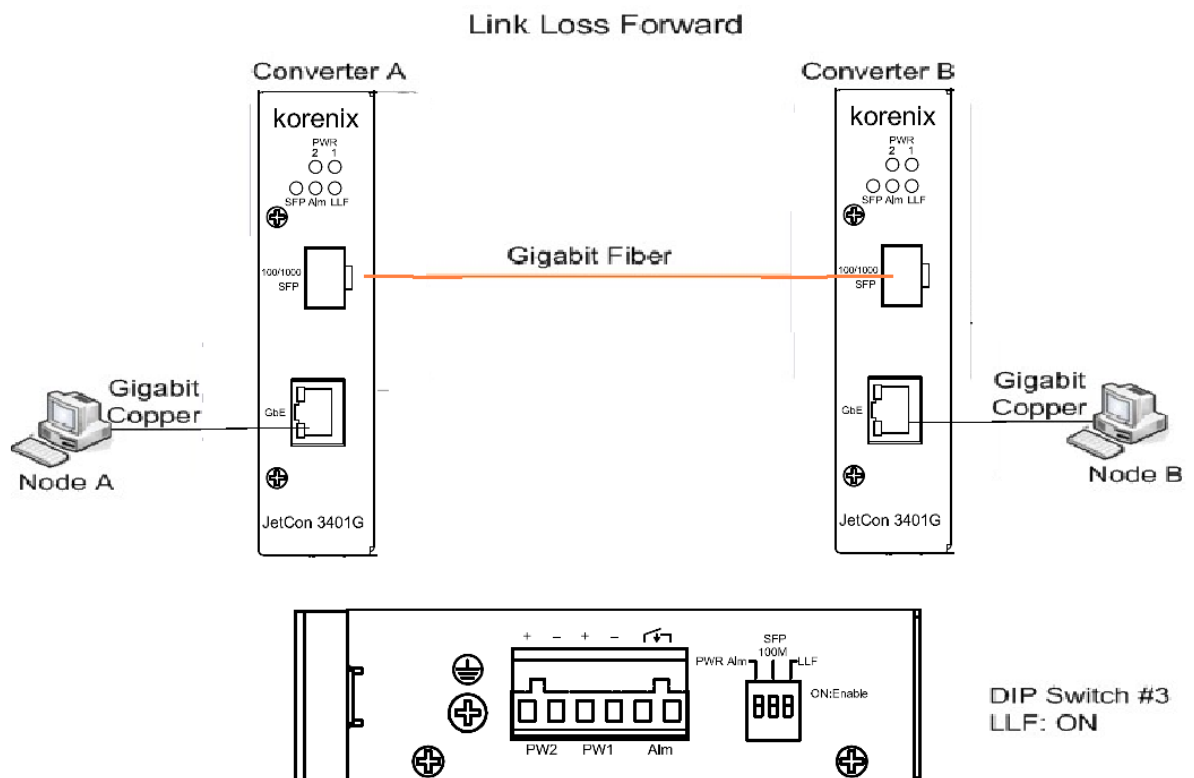 Link Loss Forward
Converter A
Converter B
korenix
PWR
2 1
SFP Alm LLF
100/1000
SFP
GbE
JetCon 3401G
korenix
PWR
2 1
SFP Alm LLF
100/1000
SFP
GbE
JetCon 3401G
Gigabit Fiber
Gigabit
Copper
Node A
Gigabit
Copper
Node B
+ – + –
PW2 PW1 Alm
SFP
100M
PWR Alm LLF
ON:Enable
DIP Switch #3
LLF: ON